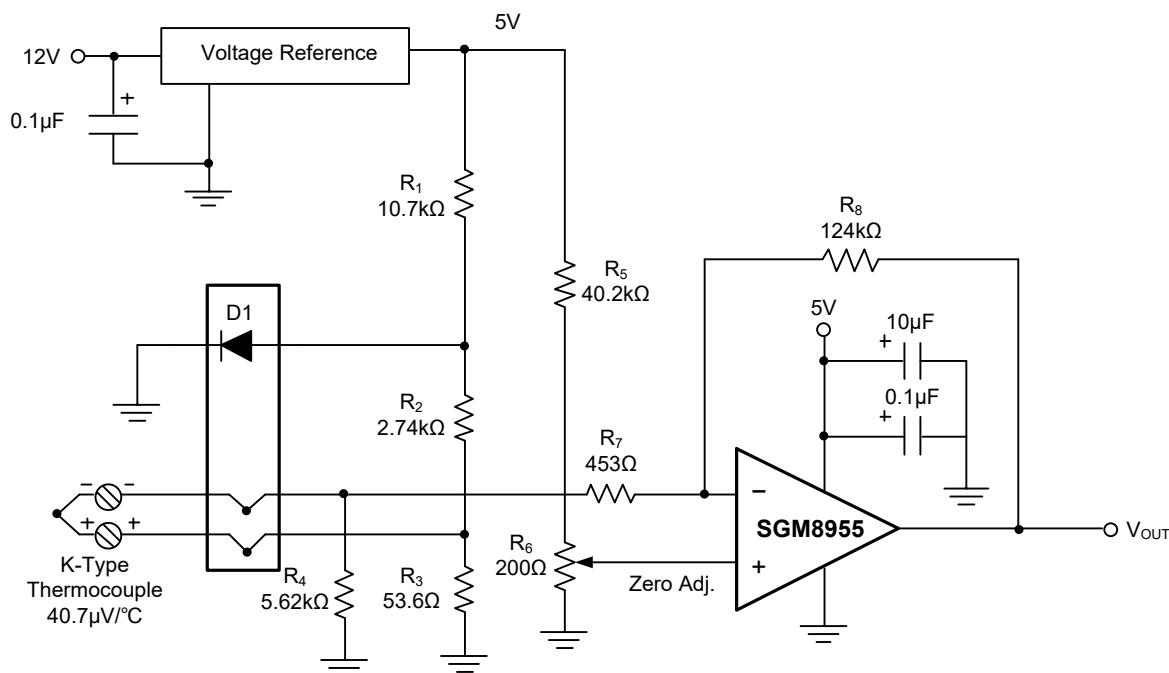 5V
12V
Voltage Reference
+
0.1µF
R1
10.7kΩ
R8
124kΩ
R5
40.2kΩ
D1
5V
10µF
+
0.1µF
+
R2
2.74kΩ
R7
453Ω
− −
+ +
K-Type
Thermocouple
40.7µV/°C
R4
5.62kΩ
R3
53.6Ω
R6
200Ω
Zero Adj.
−
SGM8955
+
VOUT